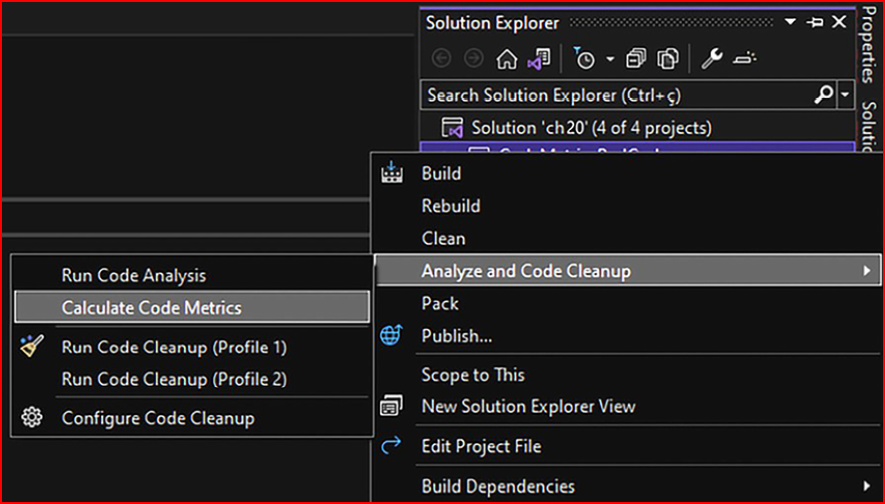 Solution Explorer
Properties
Search Solution Explorer (Ctrl+ç)
Solution 'ch20' (4 of 4 projects)
Build
Rebuild
Clean
Analyze and Code Cleanup
Pack
Publish...
Scope to This
New Solution Explorer View
Edit Project File
Build Dependencies
Run Code Analysis
Calculate Code Metrics
Run Code Cleanup (Profile 1)
Run Code Cleanup (Profile 2)
Configure Code Cleanup